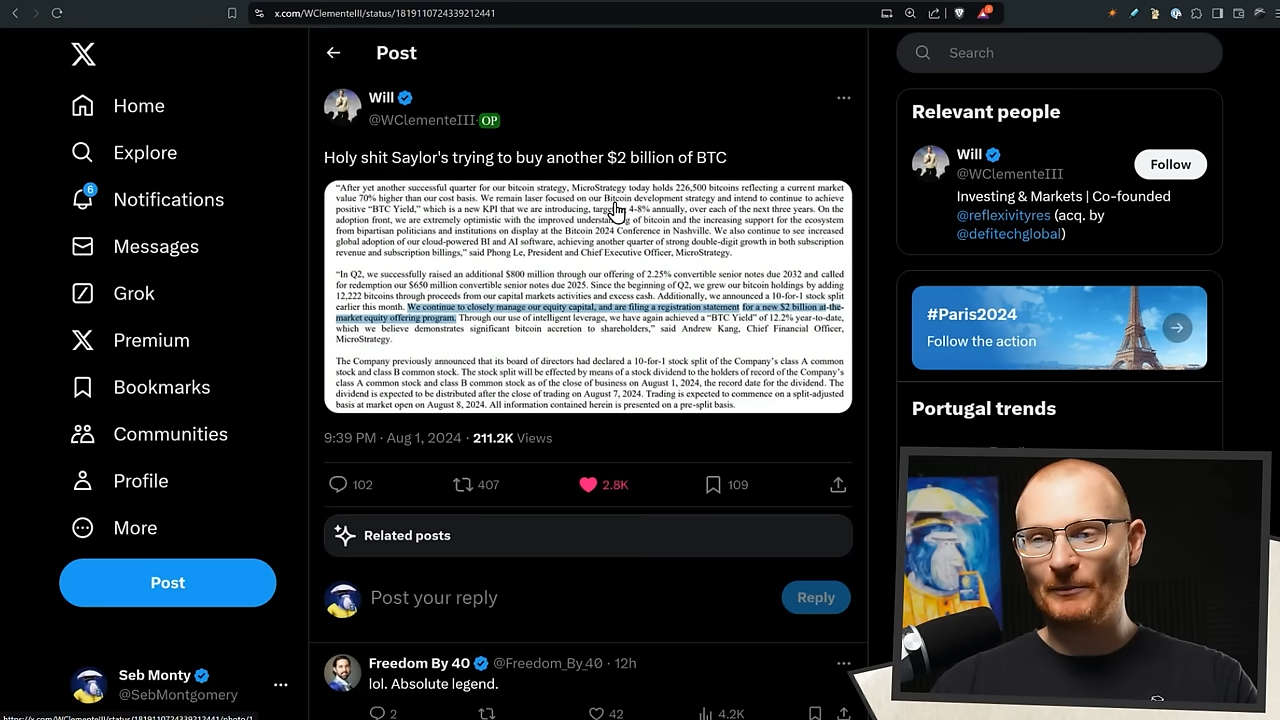 x.com/WClementeIII/status/1819110724339212441
Home
Explore
6
Notifications
Messages
Grok
Premium
Bookmarks
Communities
Profile
More
Post
Seb Monty
@SebMontgomery
Post
Will
@WClementeIII OP
Holy shit Saylor's trying to buy another $2 billion of BTC
“After yet another successful quarter for our bitcoin strategy, MicroStrategy today holds 226,500 bitcoins reflecting a current market
value 70% higher than our cost basis. We remain laser focused on our Bitcoin development strategy and intend to continue to achieve
positive “BTC Yield,” which is a new KPI that we are introducing, 4-8% annually, over each of the next three years. On the
adoption front, we are extremely optimistic with the improved understanding of bitcoin and the increasing support for the ecosystem
from bipartisan politicians and institutions on display at the Bitcoin 2024 Conference in Nashville. We also continue to see increased
global adoption of our cloud-powered BI and AI software, achieving another quarter of strong double-digit growth in both subscription
revenue and subscription billings,” said Phong Le, President and Chief Executive Officer, MicroStrategy.
“In Q2, we successfully raised an additional $800 million through our offering of 2.25% convertible senior notes due 2032 and called
for redemption our $650 million convertible senior notes due 2025. Since the beginning of Q2, we grew our bitcoin holdings by adding
12,222 bitcoins through proceeds from our capital markets activities and excess cash. Additionally, we announced a 10-for-1 stock split
earlier this month. We continue to closely manage our equity capital, and are filing a registration statement for a new $2 billion at-the-
market equity offering program. Through our use of intelligent leverage, we have again achieved a “BTC Yield” of 12.2% year-to-date,
which we believe demonstrates significant bitcoin accretion to shareholders,” said Andrew Kang, Chief Financial Officer,
MicroStrategy.
The Company previously announced that its board of directors had declared a 10-for-1 stock split of the Company’s class A common
stock and class B common stock. The stock split will be effected by means of a stock dividend to the holders of record of the Company’s
class A common stock and class B common stock as of the close of business on August 1, 2024, the record date for the dividend. The
dividend is expected to be distributed after the close of trading on August 7, 2024. Trading is expected to commence on a split-adjusted
basis at market open on August 8, 2024. All information contained herein is presented on a pre-split basis.
9:39 PM · Aug 1, 2024 · 211.2K Views
102 407 2.8K 109
Related posts
Post your reply
Reply
Freedom By 40 @Freedom_By_40 · 12h
lol. Absolute legend.
2 42 4.2K
Search
Relevant people
Will
@WClementeIII
Follow
Investing & Markets | Co-founded
@reflexivityres (acq. by
@defitechglobal)
#Paris2024
Follow the action
Portugal trends